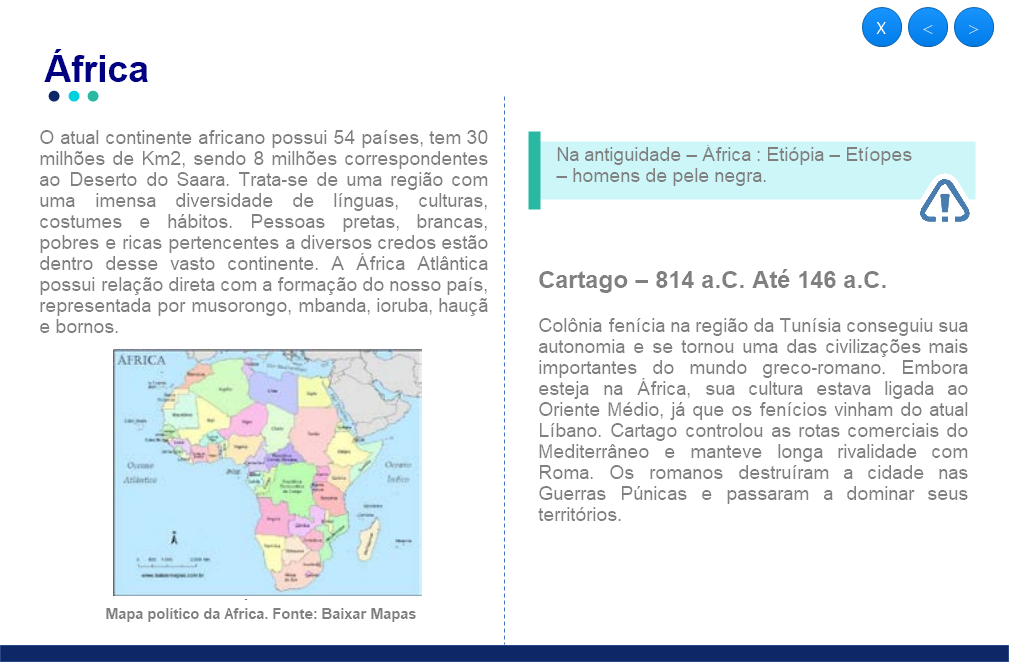 X < >
África
O atual continente africano possui 54 países, tem 30
milhões de Km2, sendo 8 milhões correspondentes
ao Deserto do Saara. Trata-se de uma região com
uma imensa diversidade de línguas, culturas,
costumes e hábitos. Pessoas pretas, brancas,
pobres e ricas pertencentes a diversos credos estão
dentro desse vasto continente. A África Atlântica
possui relação direta com a formação do nosso país,
representada por musorongo, mbanda, ioruba, hauçã
e bornos.
AFRICA
Oceano
Atlântico
Oceano
Índico
www.baixarmapas.com.br
Mapa político da Africa. Fonte: Baixar Mapas
Na antiguidade – África : Etiópia – Etíopes
– homens de pele negra.
Cartago – 814 a.C. Até 146 a.C.
Colônia fenícia na região da Tunísia conseguiu sua
autonomia e se tornou uma das civilizações mais
importantes do mundo greco-romano. Embora
esteja na África, sua cultura estava ligada ao
Oriente Médio, já que os fenícios vinham do atual
Líbano. Cartago controlou as rotas comerciais do
Mediterrâneo e manteve longa rivalidade com
Roma. Os romanos destruíram a cidade nas
Guerras Púnicas e passaram a dominar seus
territórios.